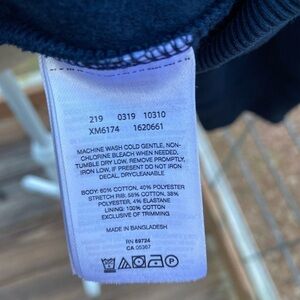 219 0319 10310
XM6174 1620661
MACHINE WASH COLD GENTLE, NON-
CHLORINE BLEACH WHEN NEEDED,
TUMBLE DRY LOW, REMOVE PROMPTLY,
IRON LOW, IF PRESENT DO NOT IRON
DECAL, DRYCLEANABLE
BODY: 60% COTTON, 40% POLYESTER
STRETCH RIB: 58% COTTON, 38%
POLYESTER, 4% ELASTANE
LINING: 100% COTTON
EXCLUSIVE OF TRIMMING
MADE IN BANGLADESH
RN 69724
CA 05367